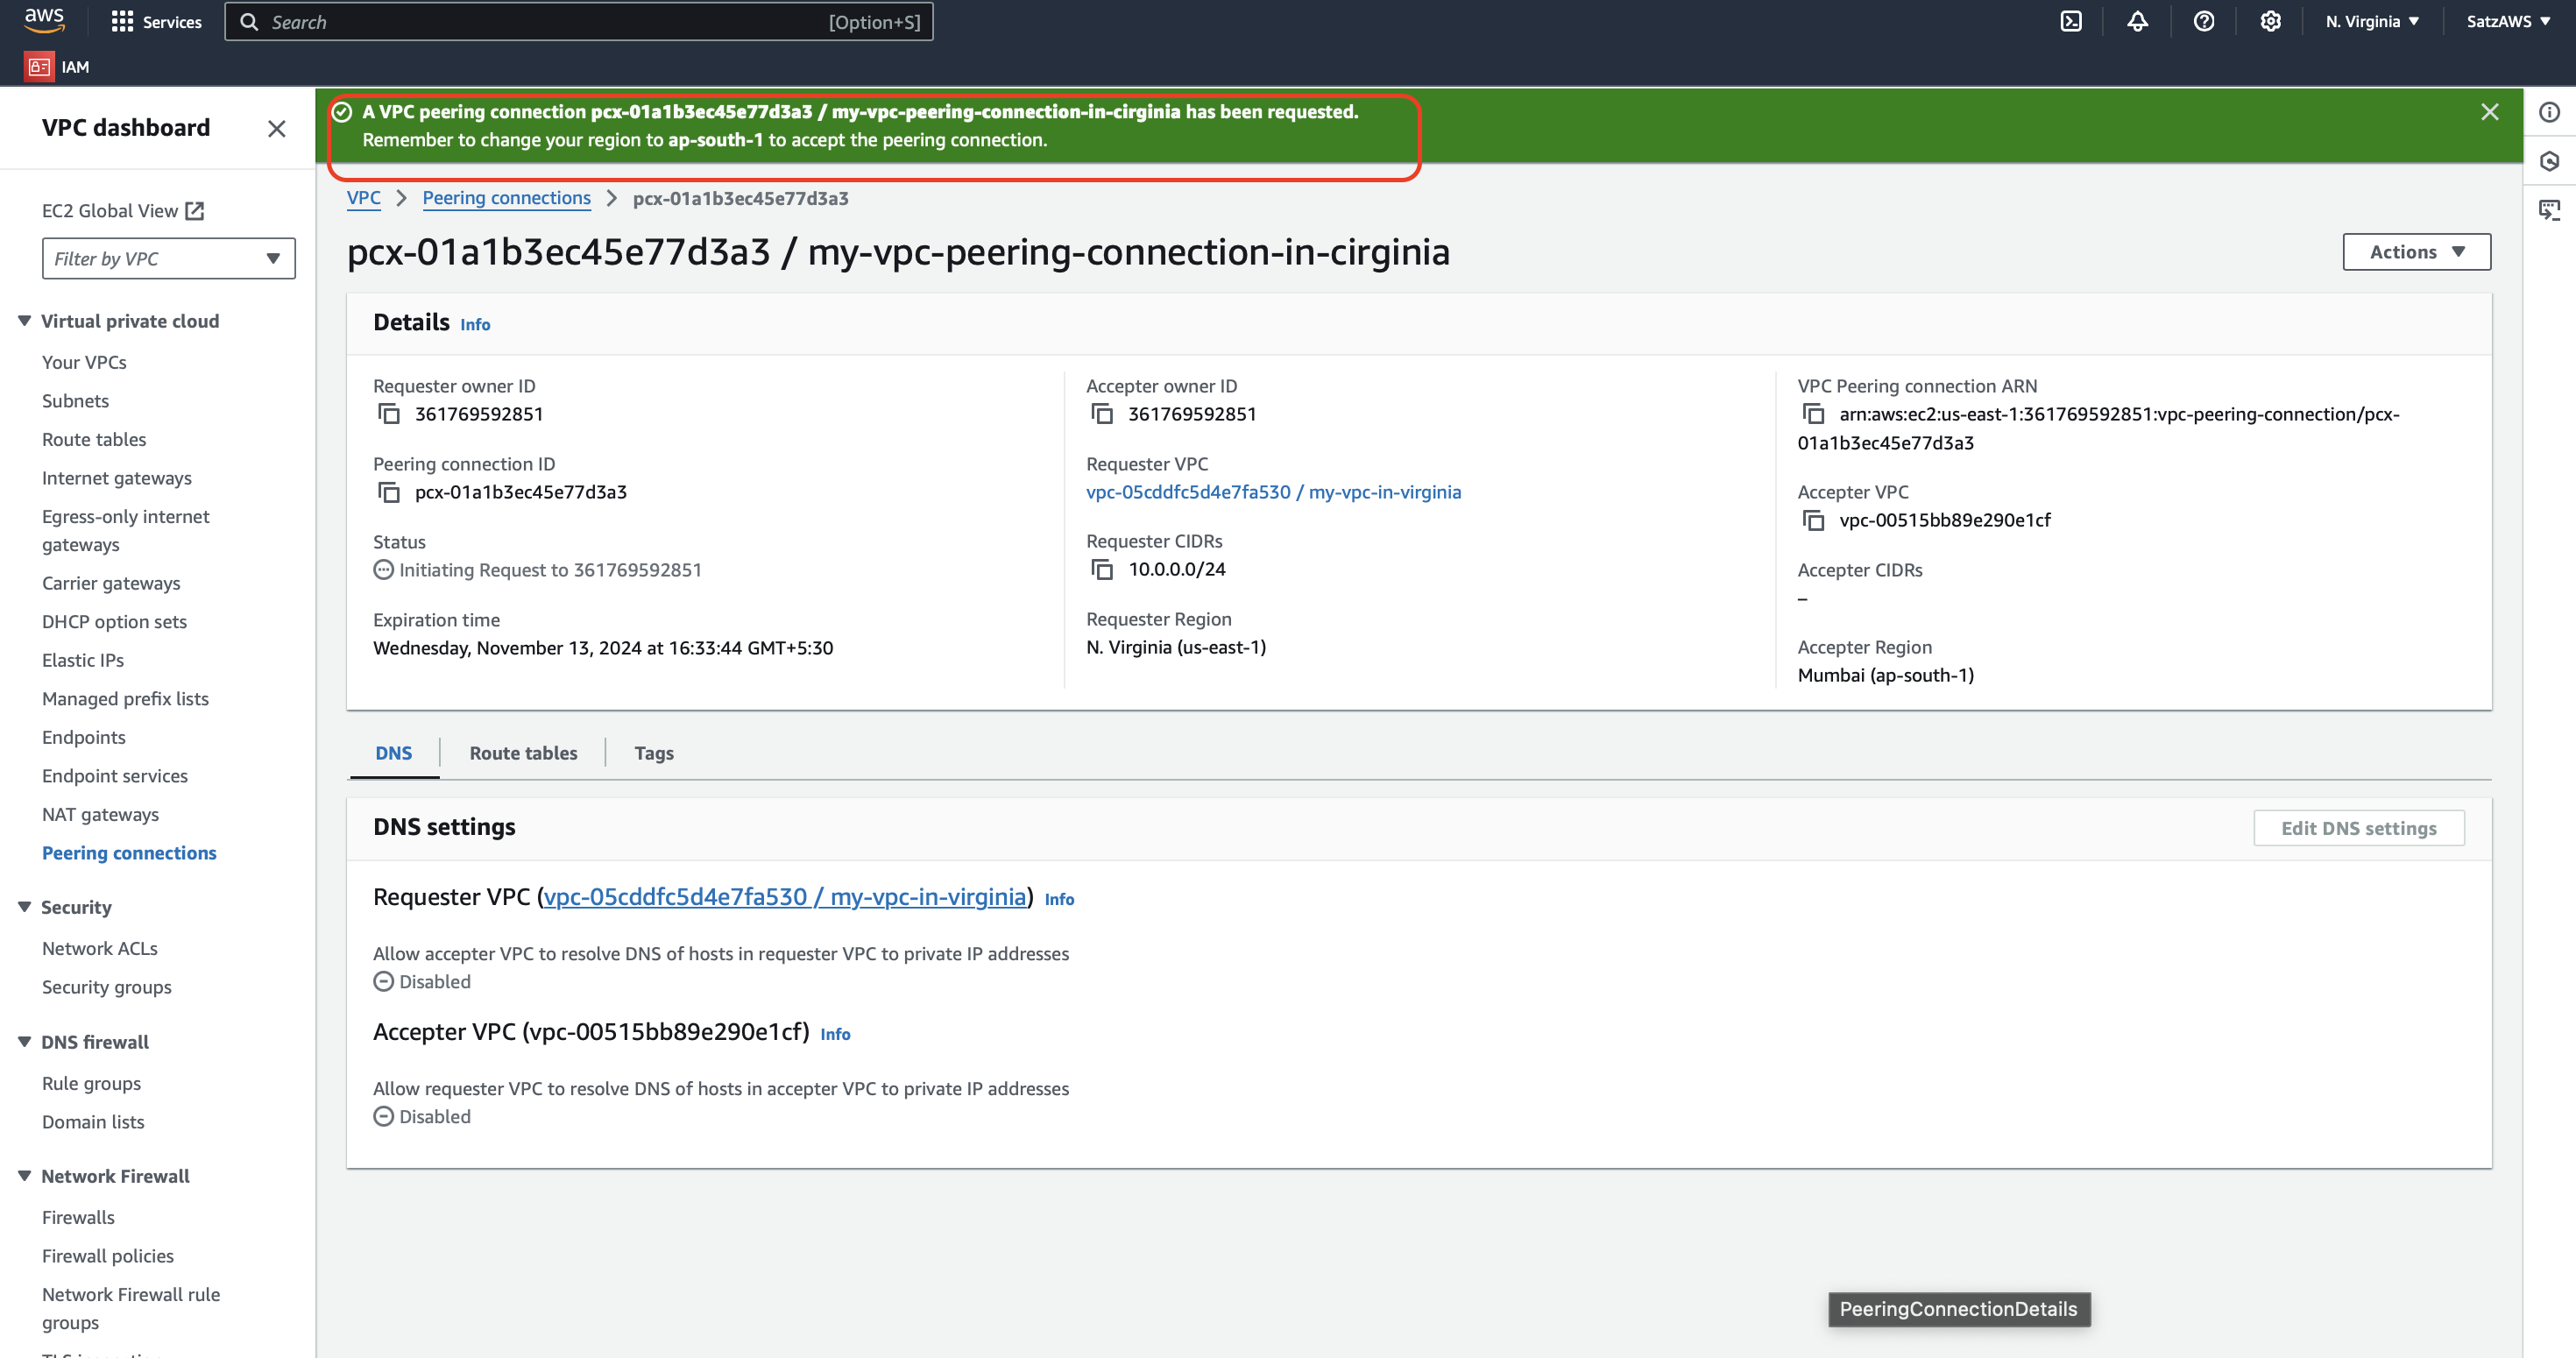 aws
Services
Search
[Option+S]
N. Virginia
SatzAWS
IAM
VPC dashboard
EC2 Global View
Filter by VPC
Virtual private cloud
Your VPCs
Subnets
Route tables
Internet gateways
Egress-only internet
gateways
Carrier gateways
DHCP option sets
Elastic IPs
Managed prefix lists
Endpoints
Endpoint services
NAT gateways
Peering connections
Security
Network ACLs
Security groups
DNS firewall
Rule groups
Domain lists
Network Firewall
Firewalls
Firewall policies
Network Firewall rule
groups
A VPC peering connection pcx-01a1b3ec45e77d3a3 / my-vpc-peering-connection-in-cirginia has been requested.
Remember to change your region to ap-south-1 to accept the peering connection.
VPC > Peering connections > pcx-01a1b3ec45e77d3a3
pcx-01a1b3ec45e77d3a3 / my-vpc-peering-connection-in-cirginia
Actions
Details Info
Requester owner ID
361769592851
Peering connection ID
pcx-01a1b3ec45e77d3a3
Status
Initiating Request to 361769592851
Expiration time
Wednesday, November 13, 2024 at 16:33:44 GMT+5:30
Accepter owner ID
361769592851
Requester VPC
vpc-05cddfc5d4e7fa530 / my-vpc-in-virginia
Requester CIDRs
10.0.0.0/24
Requester Region
N. Virginia (us-east-1)
VPC Peering connection ARN
arn:aws:ec2:us-east-1:361769592851:vpc-peering-connection/pcx-
01a1b3ec45e77d3a3
Accepter VPC
vpc-00515bb89e290e1cf
Accepter CIDRs
–
Accepter Region
Mumbai (ap-south-1)
DNS
Route tables
Tags
DNS settings
Edit DNS settings
Requester VPC (vpc-05cddfc5d4e7fa530 / my-vpc-in-virginia) Info
Allow accepter VPC to resolve DNS of hosts in requester VPC to private IP addresses
Disabled
Accepter VPC (vpc-00515bb89e290e1cf) Info
Allow requester VPC to resolve DNS of hosts in accepter VPC to private IP addresses
Disabled
PeeringConnectionDetails